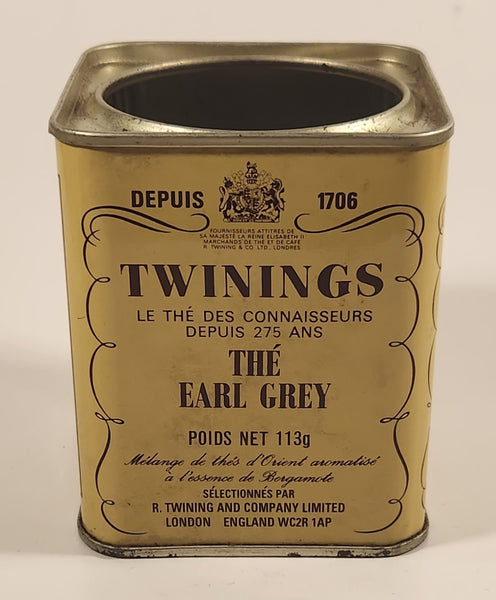 DEPUIS 1706
FOURNISSEURS ATTITRÉS DE
SA MAJESTÉ LA REINE ELISABETH II
MARCHANDS DE THÉ ET DE CAFÉ
R. TWINING & CO. LTD., LONDRES
TWININGS
LE THÉ DES CONNAISSEURS
DEPUIS 275 ANS
THÉ
EARL GREY
POIDS NET 113g
Mélange de thés d'Orient aromatisé
à l'essence de Bergamote
SÉLECTIONNÉS PAR
R. TWINING AND COMPANY LIMITED
LONDON ENGLAND WC2R 1AP